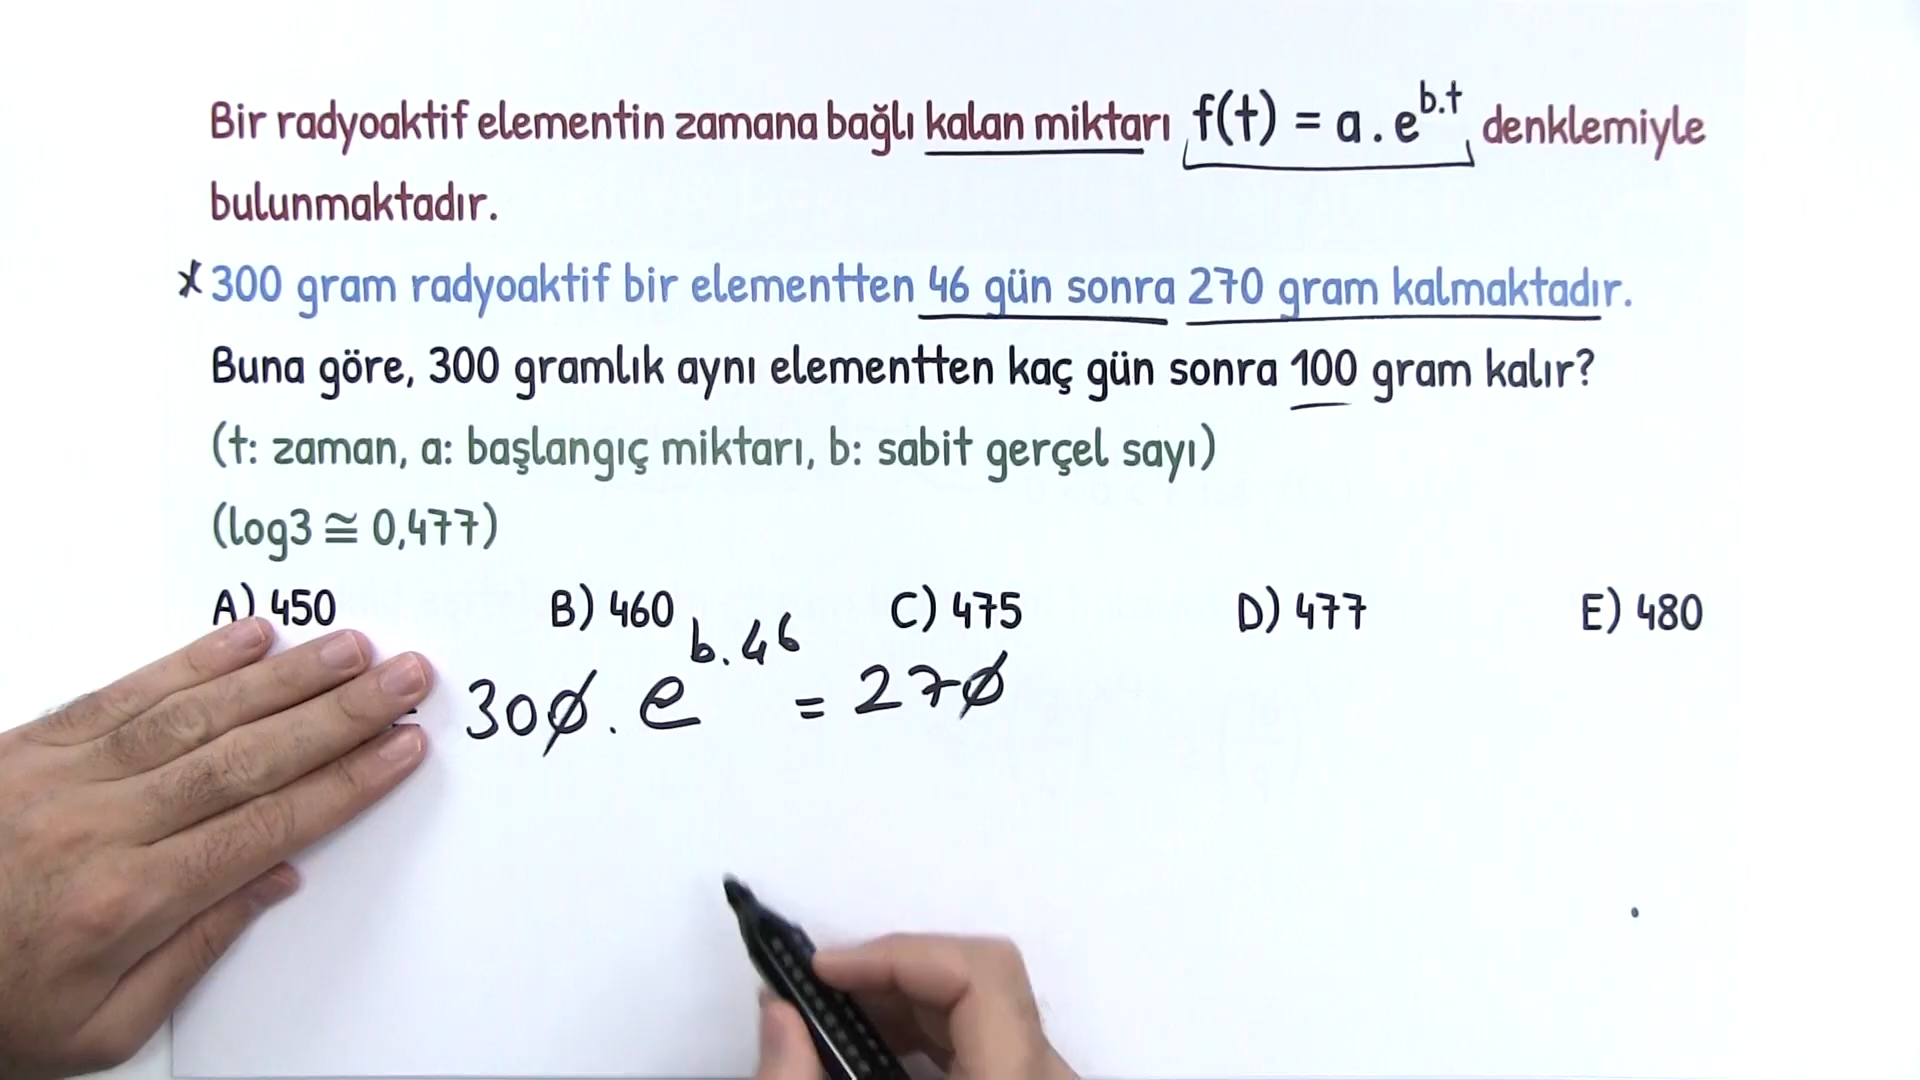 Bir radyoaktif elementin zamana bağlı kalan miktarı f(t) = a . e^b.t denklemiyle
bulunmaktadır.
300 gram radyoaktif bir elementten 46 gün sonra 270 gram kalmaktadır.
Buna göre, 300 gramlık aynı elementten kaç gün sonra 100 gram kalır?
(t: zaman, a: başlangıç miktarı, b: sabit gerçel sayı)
(log3 ≅ 0,477)
A) 450 B) 460 C) 475 D) 477 E) 480
300 . e^b.46 = 270